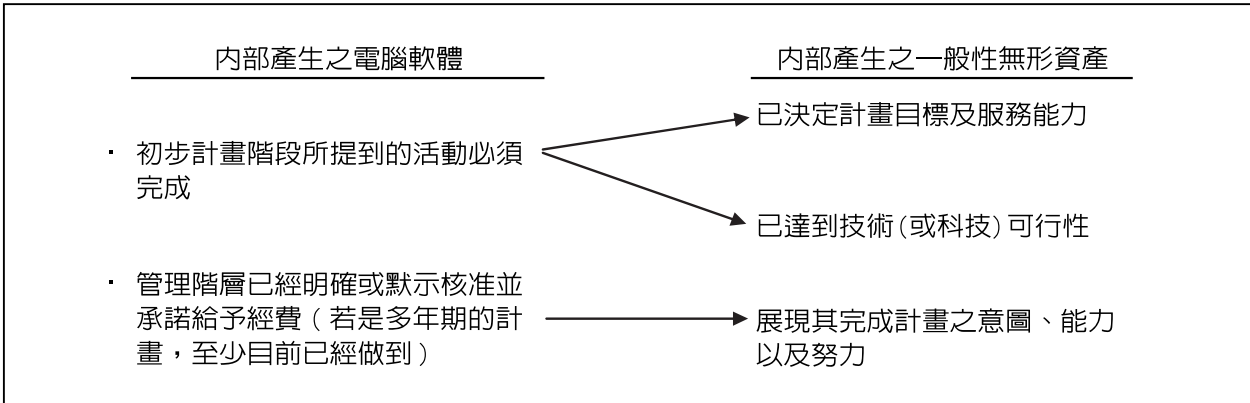 內部產生之電腦軟體
內部產生之一般性無形資產
· 初步計畫階段所提到的活動必須
完成
已決定計畫目標及服務能力
已達到技術(或科技)可行性
· 管理階層已經明確或默示核准並
承諾給予經費(若是多年期的計
畫，至少目前已經做到)
展現其完成計畫之意圖、能力
以及努力